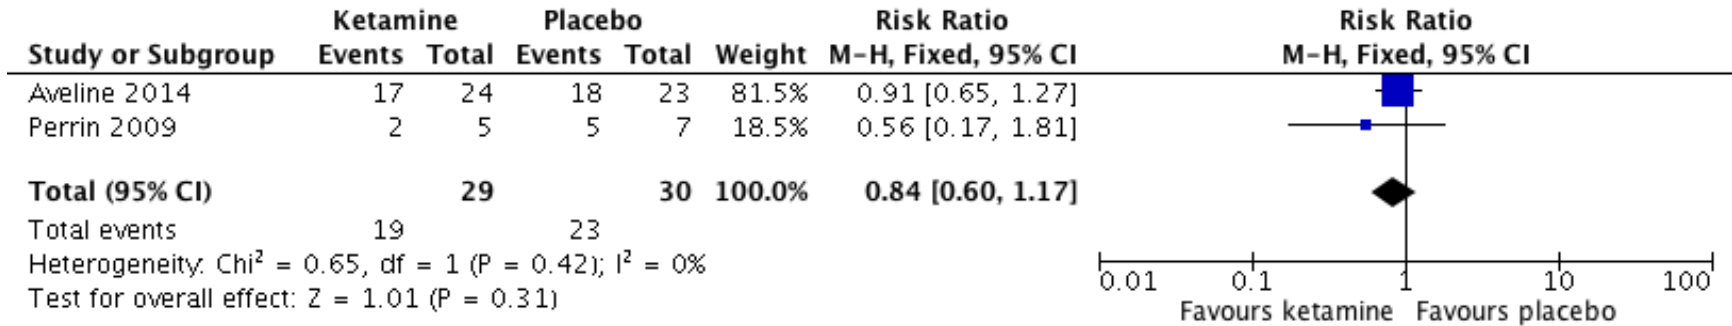 Ketamine Placebo Risk Ratio Risk Ratio
Study or Subgroup Events Total Events Total Weight M-H, Fixed, 95% CI M-H, Fixed, 95% CI
Aveline 2014 17 24 18 23 81.5% 0.91 [0.65, 1.27]
Perrin 2009 2 5 5 7 18.5% 0.56 [0.17, 1.81]
Total (95% CI) 29 30 100.0% 0.84 [0.60, 1.17]
Total events 19 23
Heterogeneity: Chi² = 0.65, df = 1 (P = 0.42); I² = 0%
Test for overall effect: Z = 1.01 (P = 0.31)
0.01 0.1 1 10 100
Favours ketamine Favours placebo